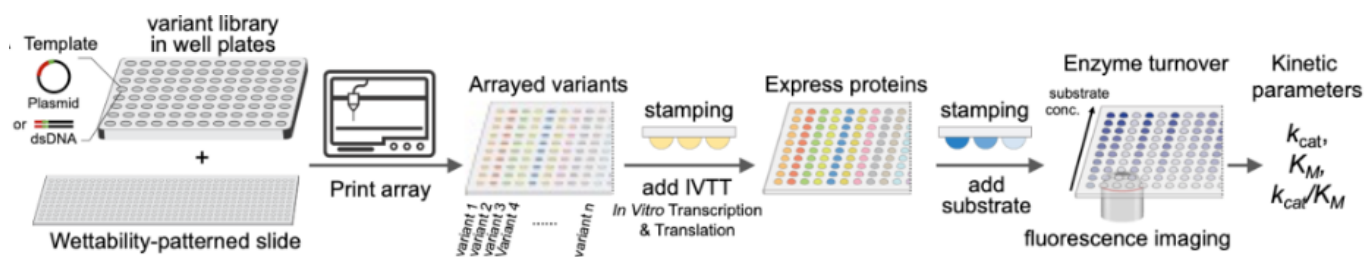 variant library
in well plates
Template
Plasmid
or
dsDNA
+
Wettability-patterned slide
Print array
Arrayed variants
variant 1
variant 2
variant 3
Variant 4
......
variant n
stamping
add IVTT
In Vitro Transcription
& Translation
Express proteins
stamping
add
substrate
Enzyme turnover
substrate
conc.
fluorescence imaging
Kinetic
parameters
kcat,
KM,
kcat/KM